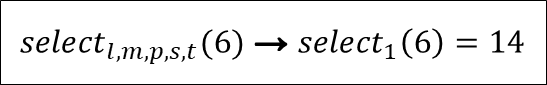 select_{l,m,p,s,t}(6) → select_1(6) = 14